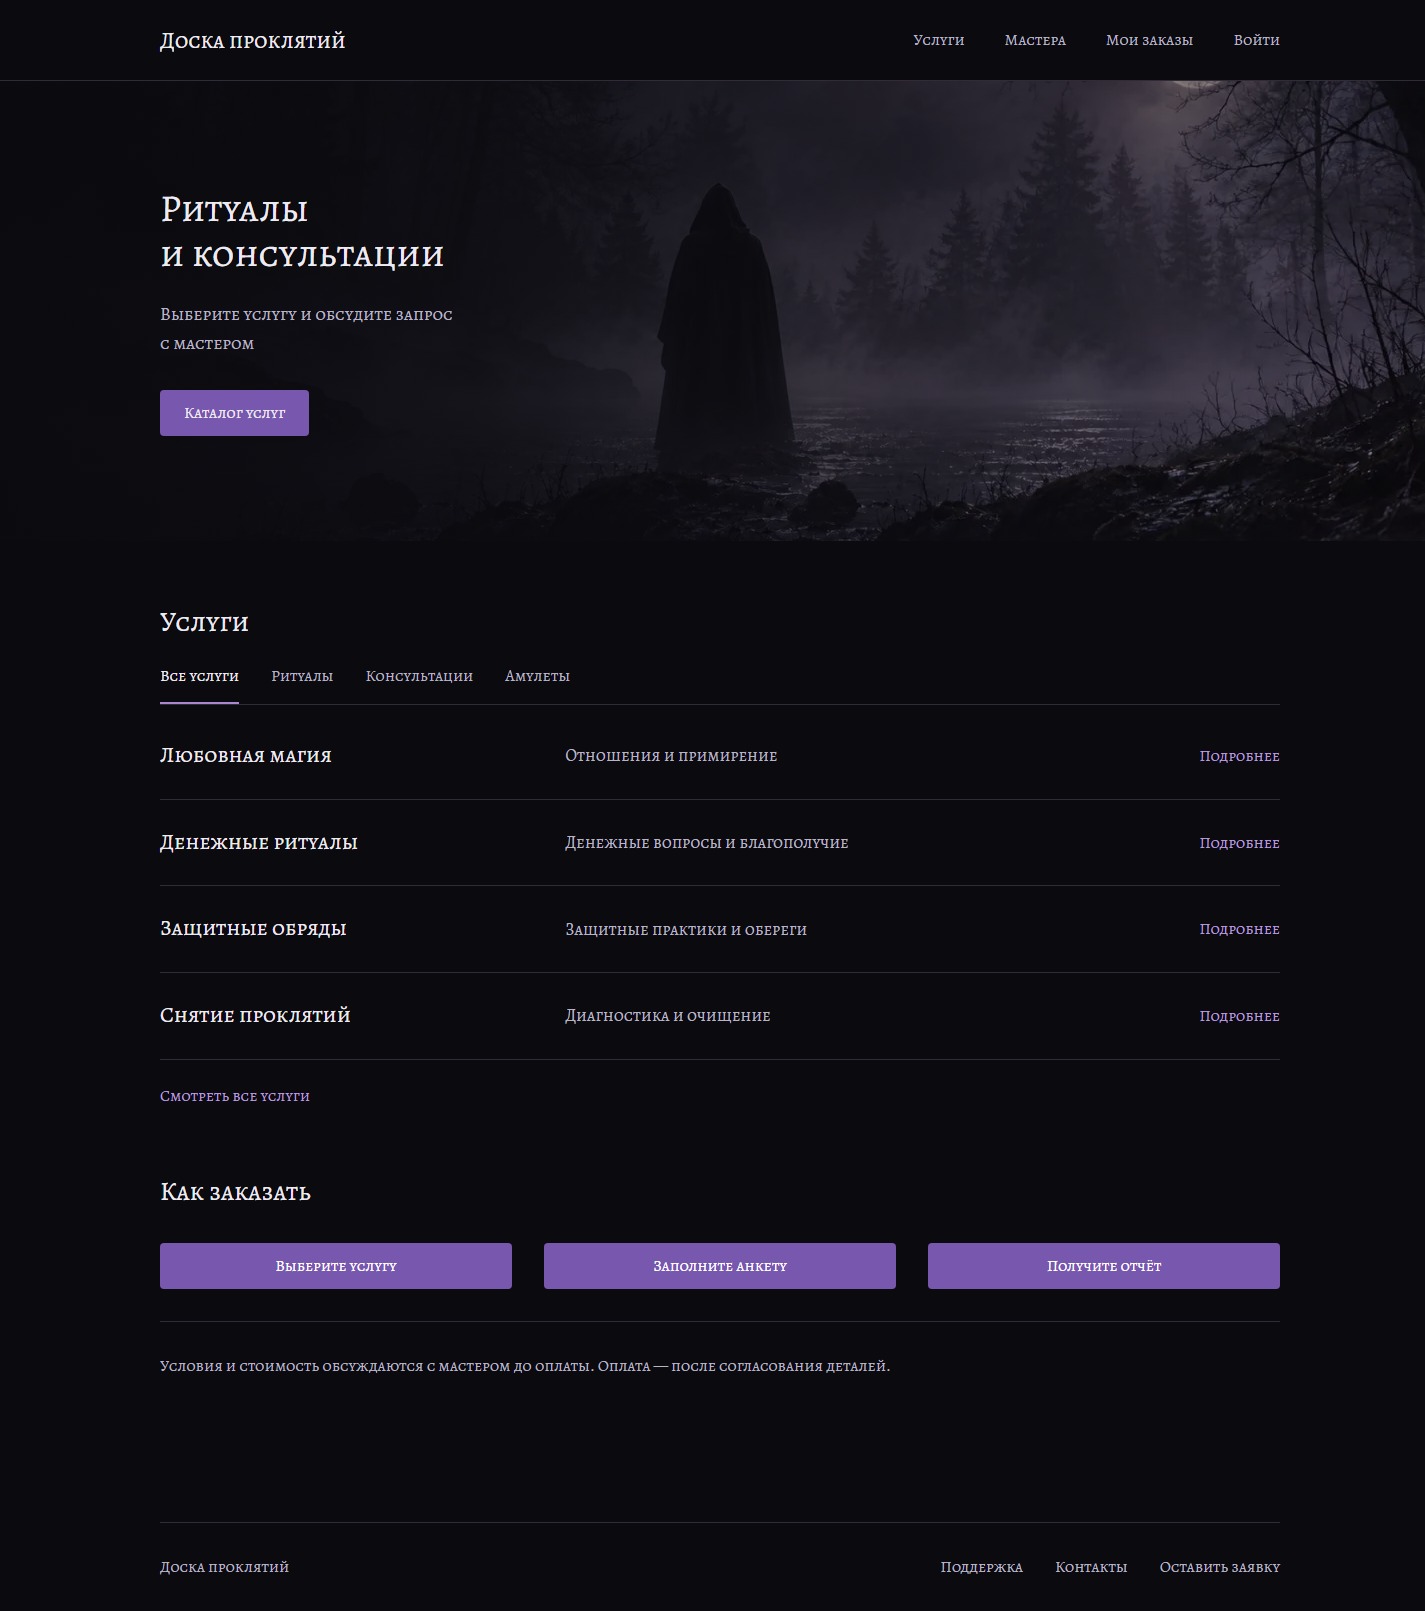 Доска проклятий
Услуги Мастера Мои заказы Войти
Ритуалы
и консультации
Выберите услугу и обсудите запрос
с мастером
Каталог услуг
Услуги
Все услуги Ритуалы Консультации Амулеты
Любовная магия Отношения и примирение Подробнее
Денежные ритуалы Денежные вопросы и благополучие Подробнее
Защитные обряды Защитные практики и обереги Подробнее
Снятие проклятий Диагностика и очищение Подробнее
Смотреть все услуги
Как заказать
Выберите услугу Заполните анкету Получите отчёт
Условия и стоимость обсуждаются с мастером до оплаты. Оплата — после согласования деталей.
Доска проклятий Поддержка Контакты Оставить заявку